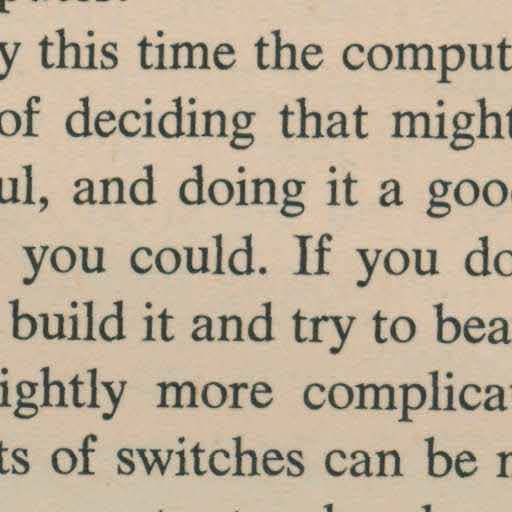 y this time the comput
of deciding that might
ul, and doing it a goo
you could. If you do
build it and try to bea
ightly more complica
ts of switches can be